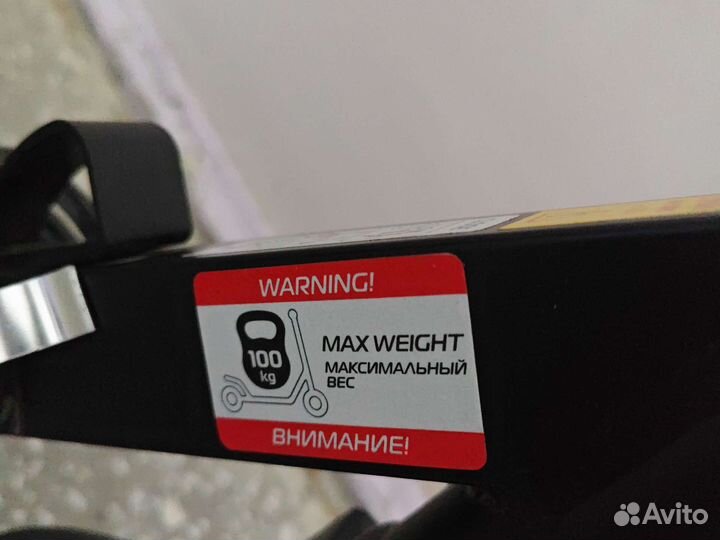 WARNING!
100
kg
MAX WEIGHT
МАКСИМАЛЬНЫЙ
ВЕС
ВНИМАНИЕ!
Avito